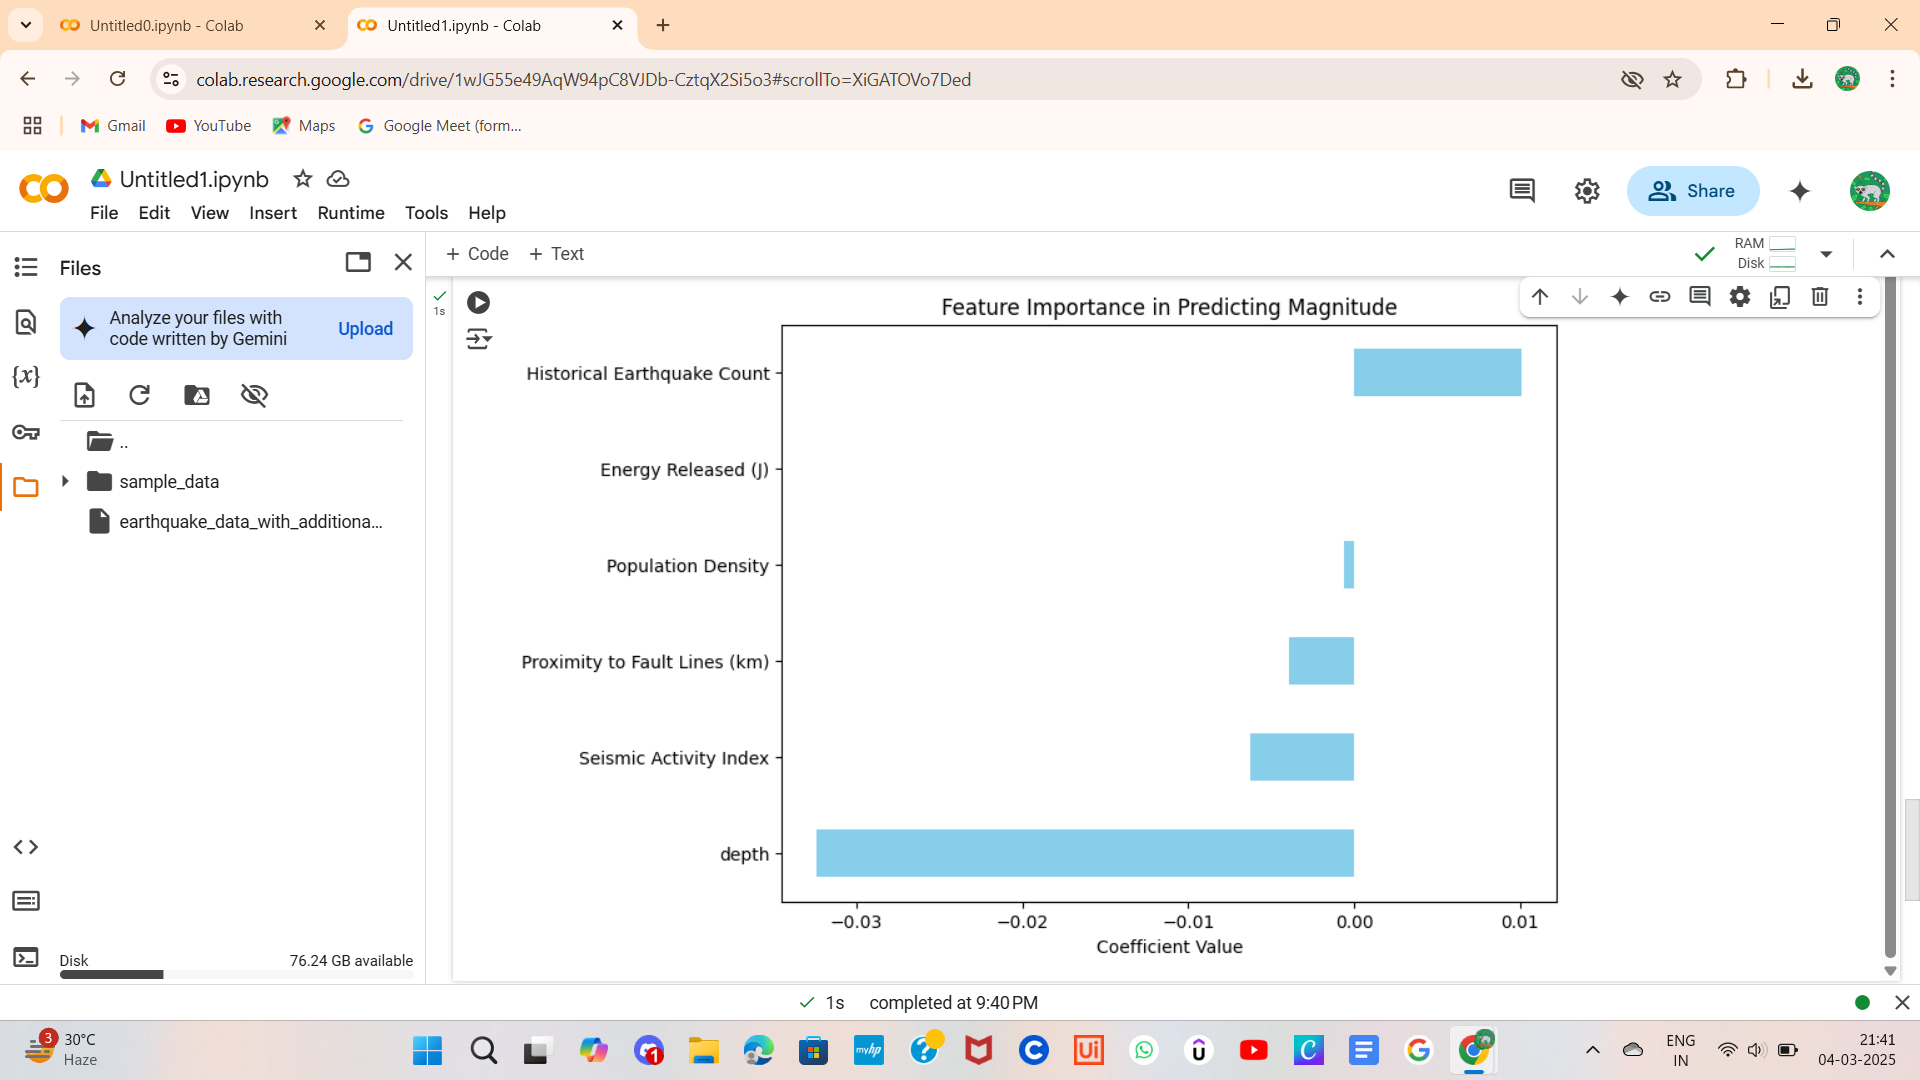 Untitled0.ipynb - Colab
Untitled1.ipynb - Colab
colab.research.google.com/drive/1wJG55e49AqW94pC8VJDb-CztqX2Si5o3#scrollTo=XiGATOVo7Ded
Gmail
YouTube
Maps
Google Meet (form...
Untitled1.ipynb
File Edit View Insert Runtime Tools Help
Share
Files
+ Code + Text
RAM
Disk
Analyze your files with
code written by Gemini
Upload
{x}
..
sample_data
earthquake_data_with_additiona...
Disk 76.24 GB available
1s
Feature Importance in Predicting Magnitude
Historical Earthquake Count
Energy Released (J)
Population Density
Proximity to Fault Lines (km)
Seismic Activity Index
depth
−0.03 −0.02 −0.01 0.00 0.01
Coefficient Value
1s completed at 9:40 PM
3
30°C
Haze
1
myhp
Ui
ENG
IN
21:41
04-03-2025